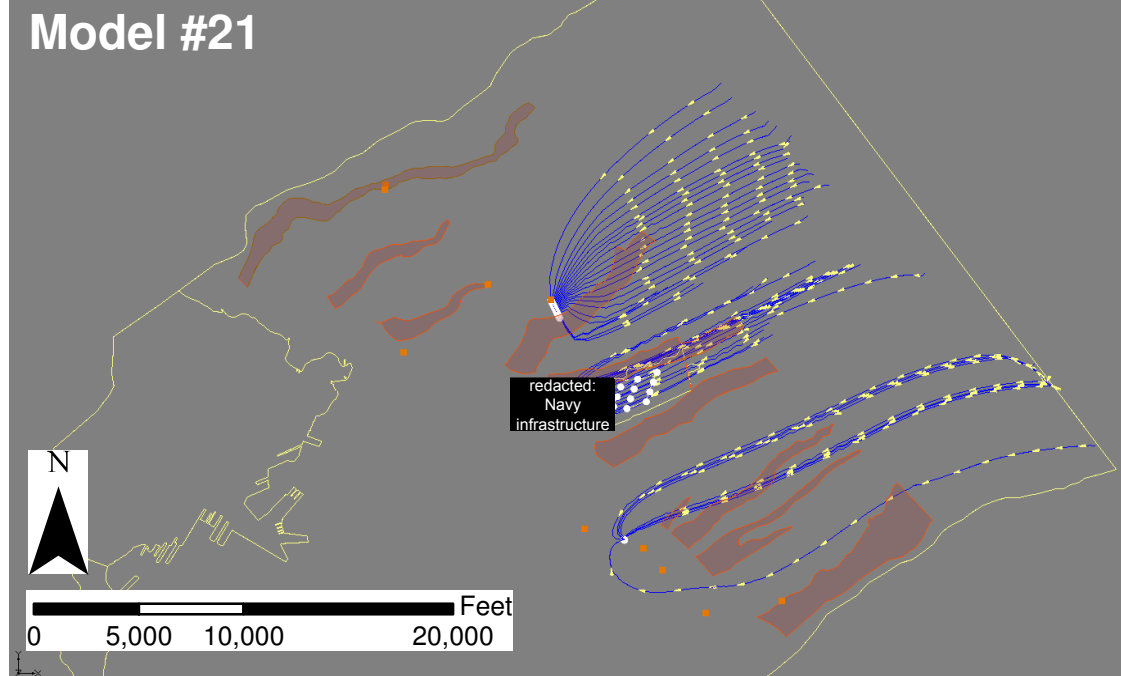 Model #21
redacted:
Navy
infrastructure
N
Feet
0 5,000 10,000 20,000
Y
X